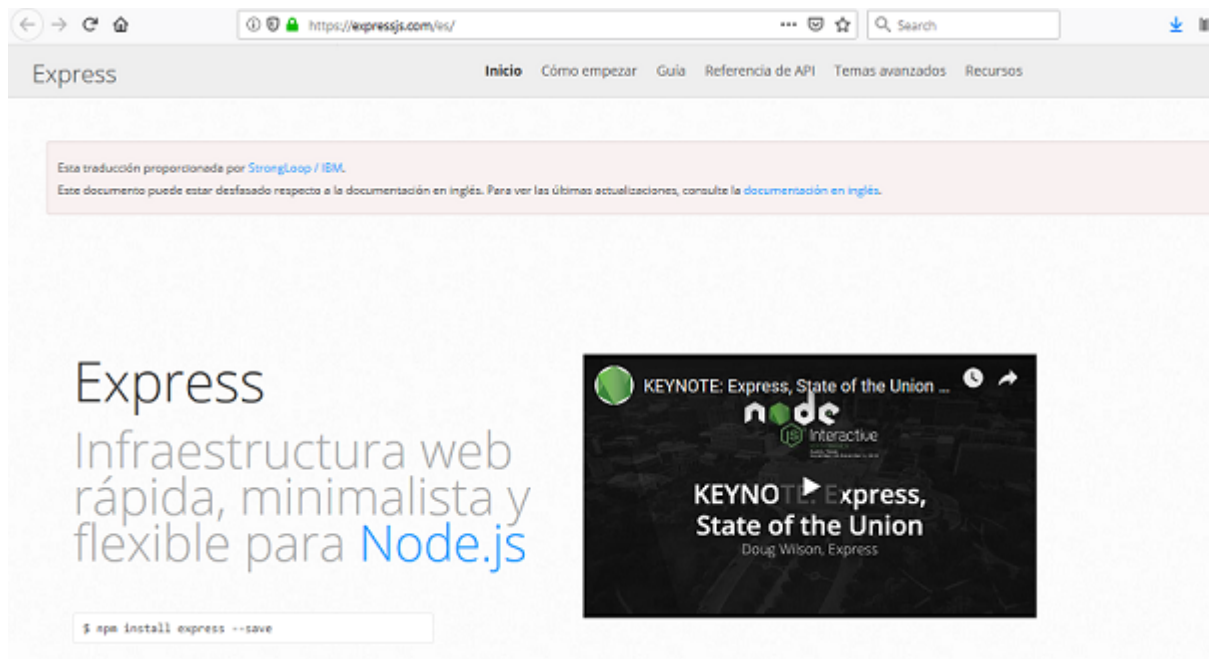 https://expressjs.com/es/
Search
Express
Inicio Cómo empezar Guía Referencia de API Temas avanzados Recursos
Esta traducción proporcionada por StrongLoop / IBM.
Este documento puede estar desfasado respecto a la documentación en inglés. Para ver las últimas actualizaciones, consulte la documentación en inglés.
Express
Infraestructura web
rápida, minimalista y
flexible para Node.js
$ npm install express --save
KEYNOTE: Express, State of the Union ...
node
JS Interactive
KEYNOTE: Express,
State of the Union
Doug Wilson, Express